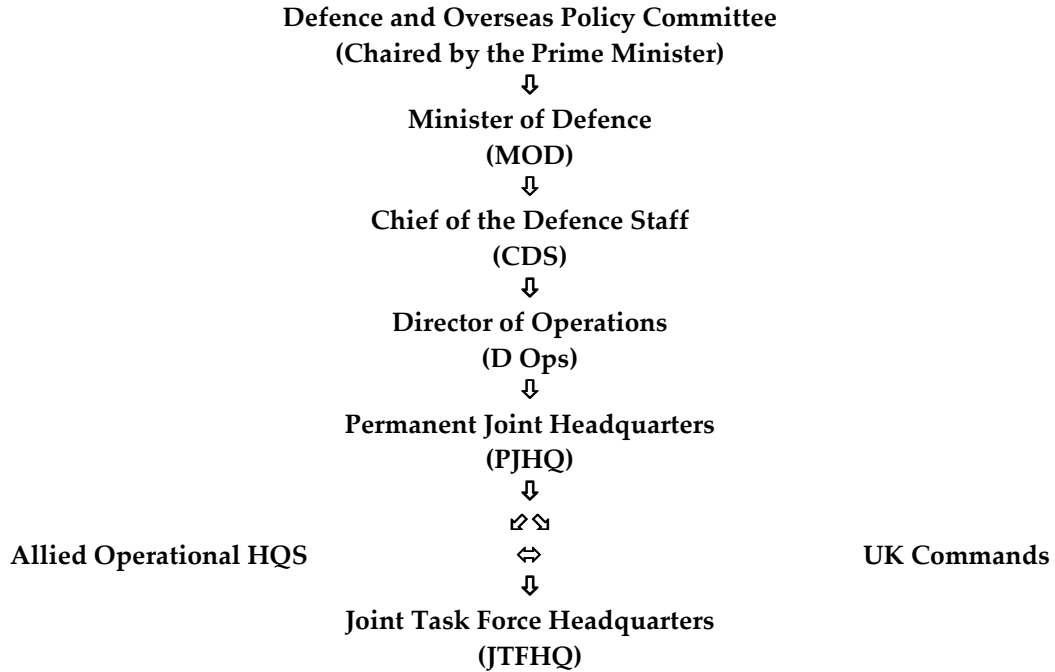 Defence and Overseas Policy Committee
(Chaired by the Prime Minister)
⇩
Minister of Defence
(MOD)
⇩
Chief of the Defence Staff
(CDS)
⇩
Director of Operations
(D Ops)
⇩
Permanent Joint Headquarters
(PJHQ)
⇩
⬃⬂
Allied Operational HQS ⬄ UK Commands
⇩
Joint Task Force Headquarters
(JTFHQ)